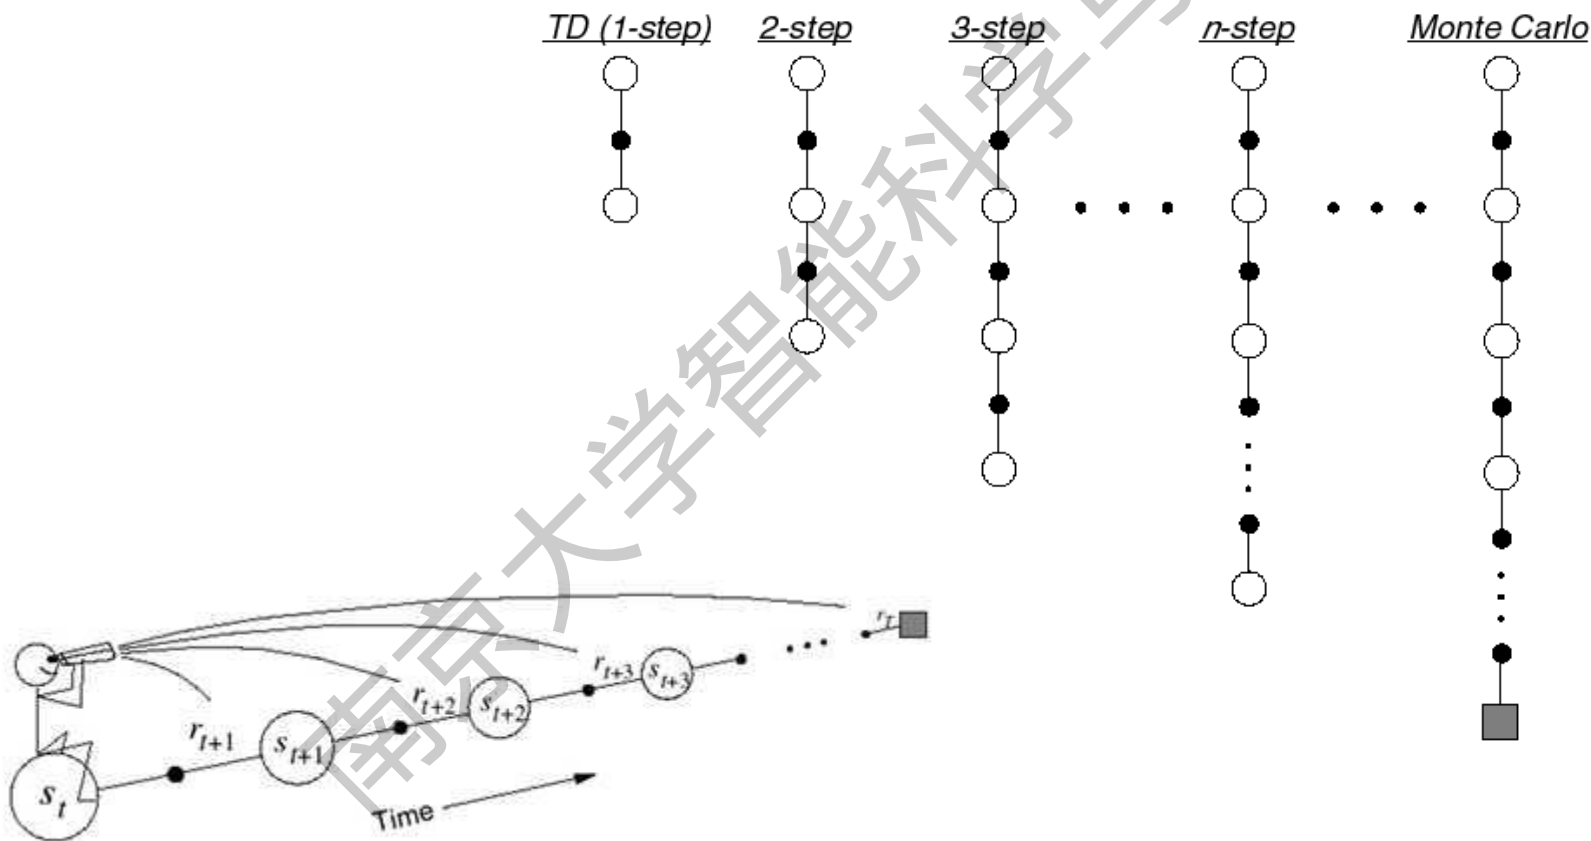 TD (1-step) 2-step 3-step n-step Monte Carlo
r_T
r_{t+3} s_{t+3}
r_{t+2} s_{t+2}
r_{t+1} s_{t+1}
s_t
Time
南京大学智能科学与